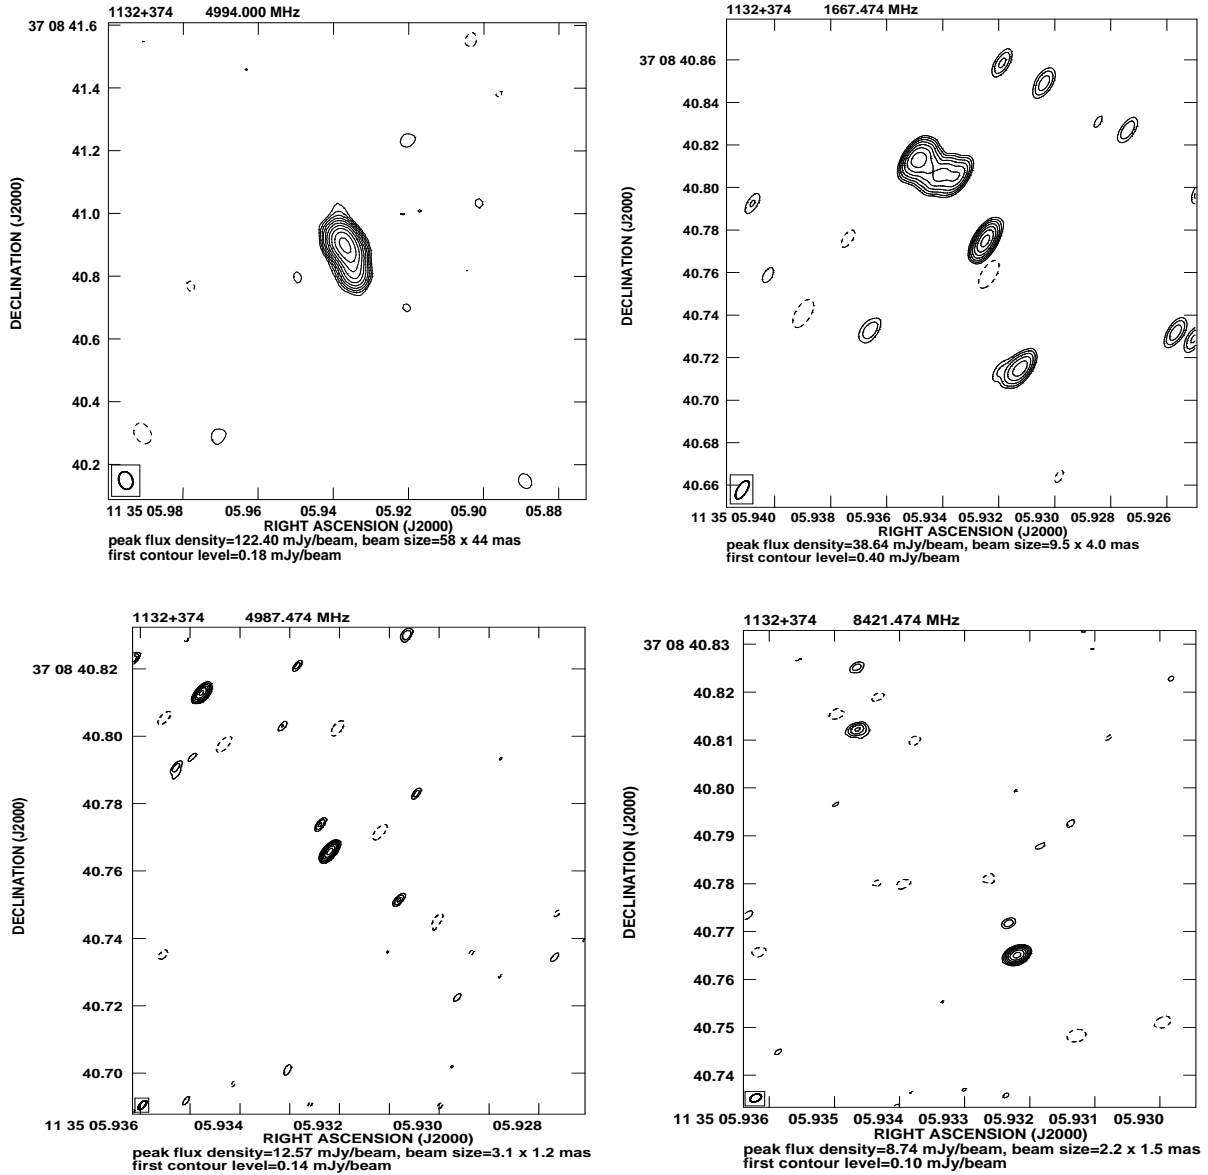 1132+374 4994.000 MHz
37 08 41.6
41.4
41.2
41.0
40.8
40.6
40.4
40.2
DECLINATION (J2000)
11 35 05.98 05.96 05.94 05.92 05.90 05.88
RIGHT ASCENSION (J2000)
peak flux density=122.40 mJy/beam, beam size=58 x 44 mas
first contour level=0.18 mJy/beam
1132+374 1667.474 MHz
37 08 40.86
40.84
40.82
40.80
40.78
40.76
40.74
40.72
40.70
40.68
40.66
DECLINATION (J2000)
11 35 05.940 05.938 05.936 05.934 05.932 05.930 05.928 05.926
RIGHT ASCENSION (J2000)
peak flux density=38.64 mJy/beam, beam size=9.5 x 4.0 mas
first contour level=0.40 mJy/beam
1132+374 4987.474 MHz
37 08 40.82
40.80
40.78
40.76
40.74
40.72
40.70
DECLINATION (J2000)
11 35 05.936 05.934 05.932 05.930 05.928
RIGHT ASCENSION (J2000)
peak flux density=12.57 mJy/beam, beam size=3.1 x 1.2 mas
first contour level=0.14 mJy/beam
1132+374 8421.474 MHz
37 08 40.83
40.82
40.81
40.80
40.79
40.78
40.77
40.76
40.75
40.74
DECLINATION (J2000)
11 35 05.936 05.935 05.934 05.933 05.932 05.931 05.930
RIGHT ASCENSION (J2000)
peak flux density=8.74 mJy/beam, beam size=2.2 x 1.5 mas
first contour level=0.10 mJy/beam